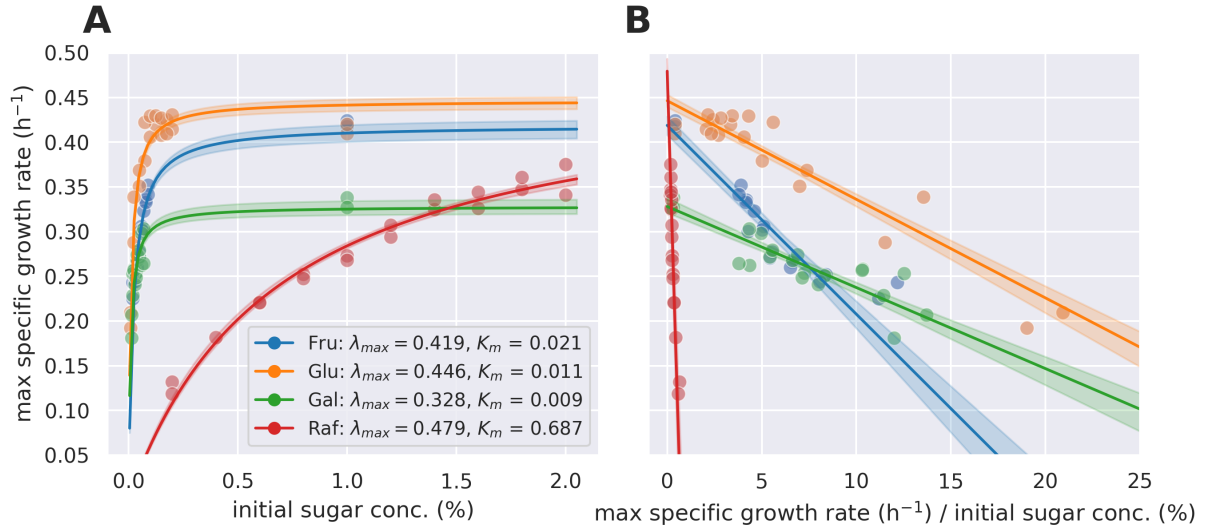 A
B
max specific growth rate (h⁻¹)
0.50
0.45
0.40
0.35
0.30
0.25
0.20
0.15
0.10
0.05
Fru: λmax = 0.419, Km = 0.021
Glu: λmax = 0.446, Km = 0.011
Gal: λmax = 0.328, Km = 0.009
Raf: λmax = 0.479, Km = 0.687
0.0 0.5 1.0 1.5 2.0
initial sugar conc. (%)
0 5 10 15 20 25
max specific growth rate (h⁻¹) / initial sugar conc. (%)